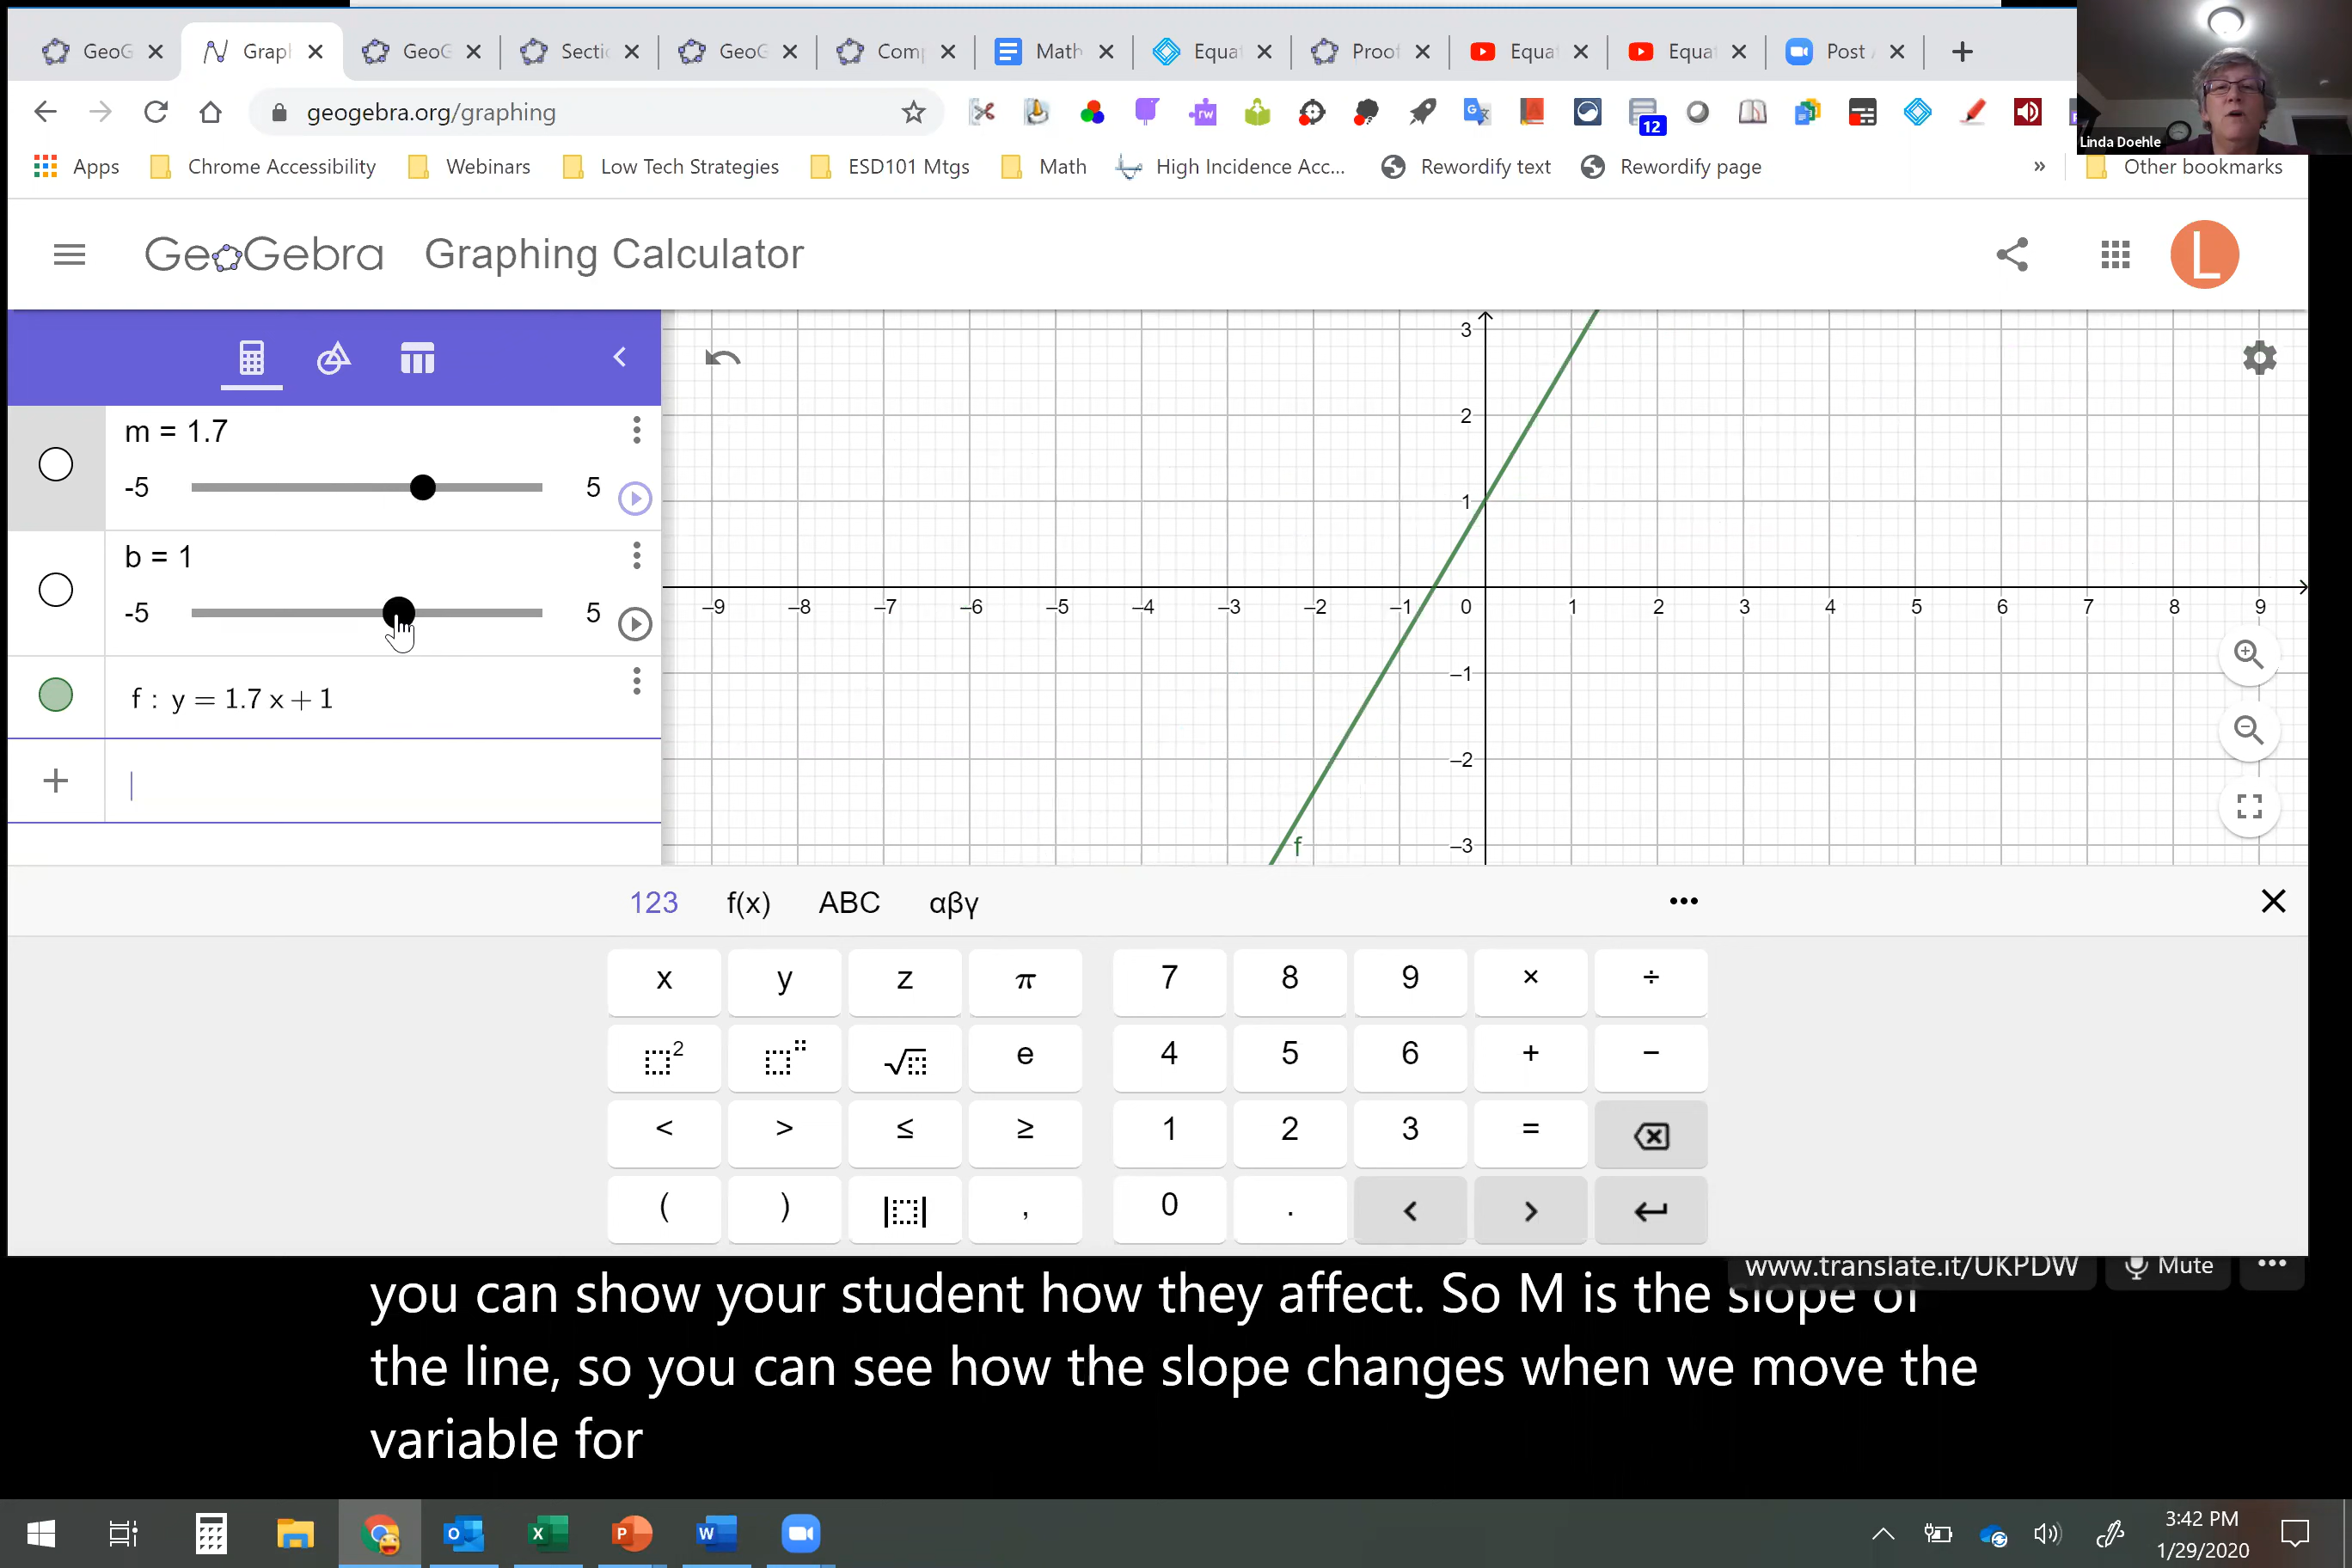 GeoG
Graph
GeoG
Secti
GeoG
Comp
Math
Equat
Proof
Equat
Equat
Post A
geogebra.org/graphing
12
Linda Doehle
Apps
Chrome Accessibility
Webinars
Low Tech Strategies
ESD101 Mtgs
Math
High Incidence Acc...
Rewordify text
Rewordify page
»
Other bookmarks
GeoGebra
Graphing Calculator
L
m = 1.7
-5
5
b = 1
-5
5
f : y = 1.7 x + 1
+
3
2
1
–9 –8 –7 –6 –5 –4 –3 –2 –1 0 1 2 3 4 5 6 7 8 9
–1
–2
–3
f
123 f(x) ABC αβγ
x y z π 7 8 9 × ÷
2 √ e 4 5 6 + −
< > ≤ ≥ 1 2 3 =
( ) | | , 0 . < >
www.translate.it/UKPDW
Mute
you can show your student how they affect. So M is the slope of
the line, so you can see how the slope changes when we move the
variable for
3:42 PM
1/29/2020